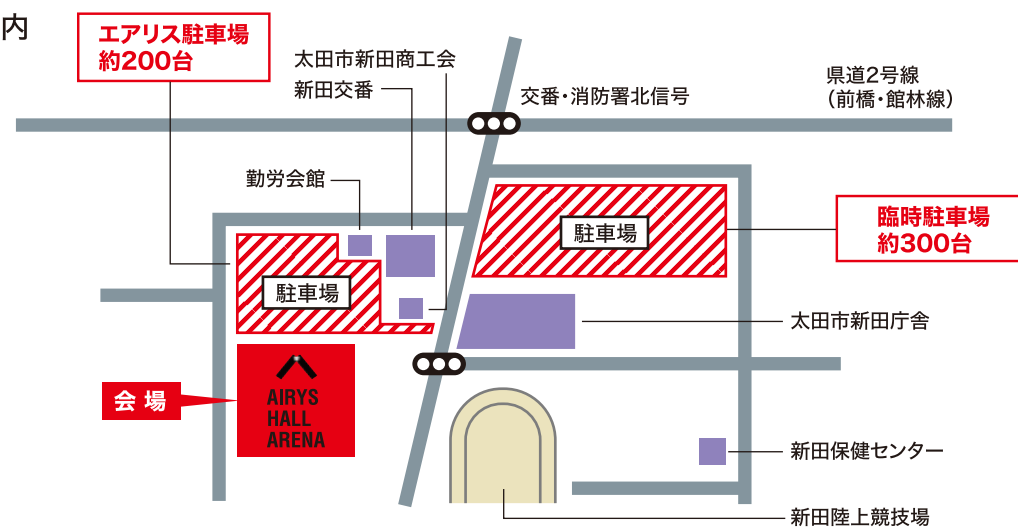 内
エアリス駐車場
約200台
太田市新田商工会
新田交番
交番・消防署北信号
県道2号線
（前橋・館林線）
勤労会館
駐車場
臨時駐車場
約300台
駐車場
太田市新田庁舎
会場
AIRYS
HALL
ARENA
新田保健センター
新田陸上競技場